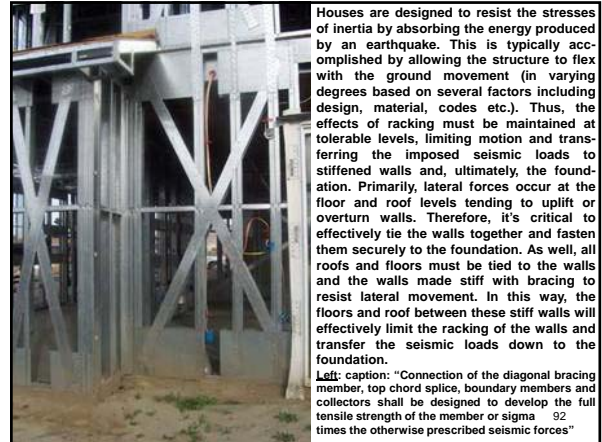 Houses are designed to resist the stresses
of inertia by absorbing the energy produced
by an earthquake. This is typically acc-
omplished by allowing the structure to flex
with the ground movement (in varying
degrees based on several factors including
design, material, codes etc.). Thus, the
effects of racking must be maintained at
tolerable levels, limiting motion and trans-
ferring the imposed seismic loads to
stiffened walls and, ultimately, the found-
ation. Primarily, lateral forces occur at the
floor and roof levels tending to uplift or
overturn walls. Therefore, it's critical to
effectively tie the walls together and fasten
them securely to the foundation. As well, all
roofs and floors must be tied to the walls
and the walls made stiff with bracing to
resist lateral movement. In this way, the
floors and roof between these stiff walls will
effectively limit the racking of the walls and
transfer the seismic loads down to the
foundation.
Left: caption: “Connection of the diagonal bracing
member, top chord splice, boundary members and
collectors shall be designed to develop the full
tensile strength of the member or sigma
times the otherwise prescribed seismic forces”
92